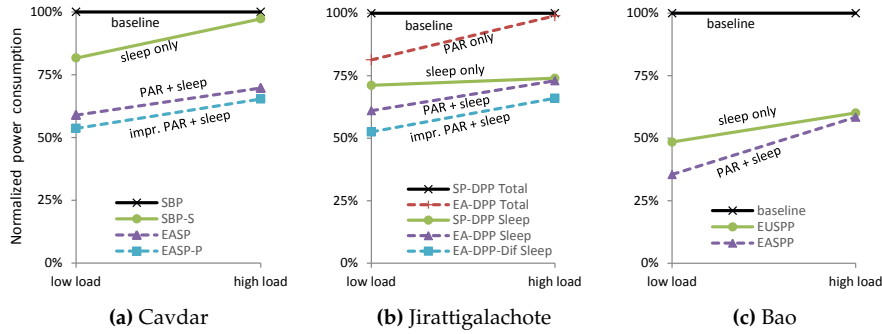 Normalized power consumption
100%
75%
50%
25%
0%
baseline
sleep only
PAR + sleep
impr. PAR + sleep
SBP
SBP-S
EASP
EASP-P
low load
high load
(a) Cavdar
100%
75%
50%
25%
0%
baseline
PAR only
sleep only
PAR + sleep
impr. PAR + sleep
SP-DPP Total
EA-DPP Total
SP-DPP Sleep
EA-DPP Sleep
EA-DPP-Dif Sleep
low load
high load
(b) Jirattigalachote
100%
75%
50%
25%
0%
baseline
sleep only
PAR + sleep
baseline
EUSPP
EASPP
low load
high load
(c) Bao